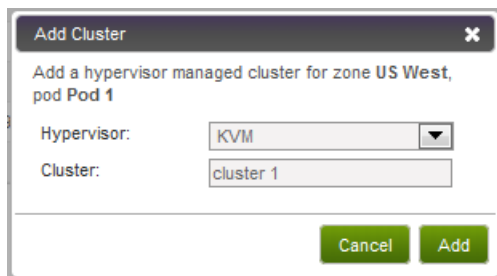 Add Cluster
Add a hypervisor managed cluster for zone US West,
pod Pod 1
Hypervisor: KVM
Cluster: cluster 1
Cancel Add